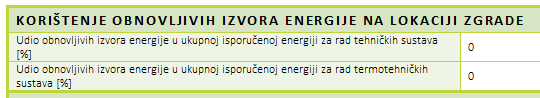 KORIŠTENJE OBNOVLJIVIH IZVORA ENERGIJE NA LOKACIJI ZGRADE
Udio obnovljivih izvora energije u ukupnoj isporučenoj energiji za rad tehničkih sustava
[%]
0
Udio obnovljivih izvora energije u ukupnoj isporučenoj energiji za rad termotehničkih
sustava [%]
0